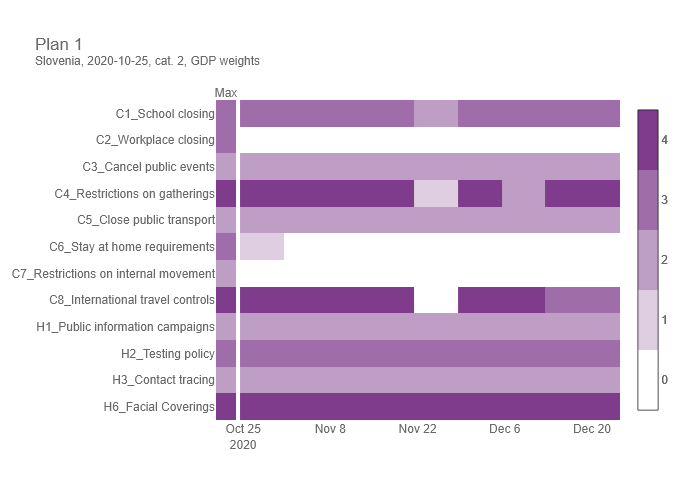 Plan 1
Slovenia, 2020-10-25, cat. 2, GDP weights
Max
C1_School closing
C2_Workplace closing
C3_Cancel public events
C4_Restrictions on gatherings
C5_Close public transport
C6_Stay at home requirements
C7_Restrictions on internal movement
C8_International travel controls
H1_Public information campaigns
H2_Testing policy
H3_Contact tracing
H6_Facial Coverings
Oct 25 Nov 8 Nov 22 Dec 6 Dec 20
2020
4
3
2
1
0